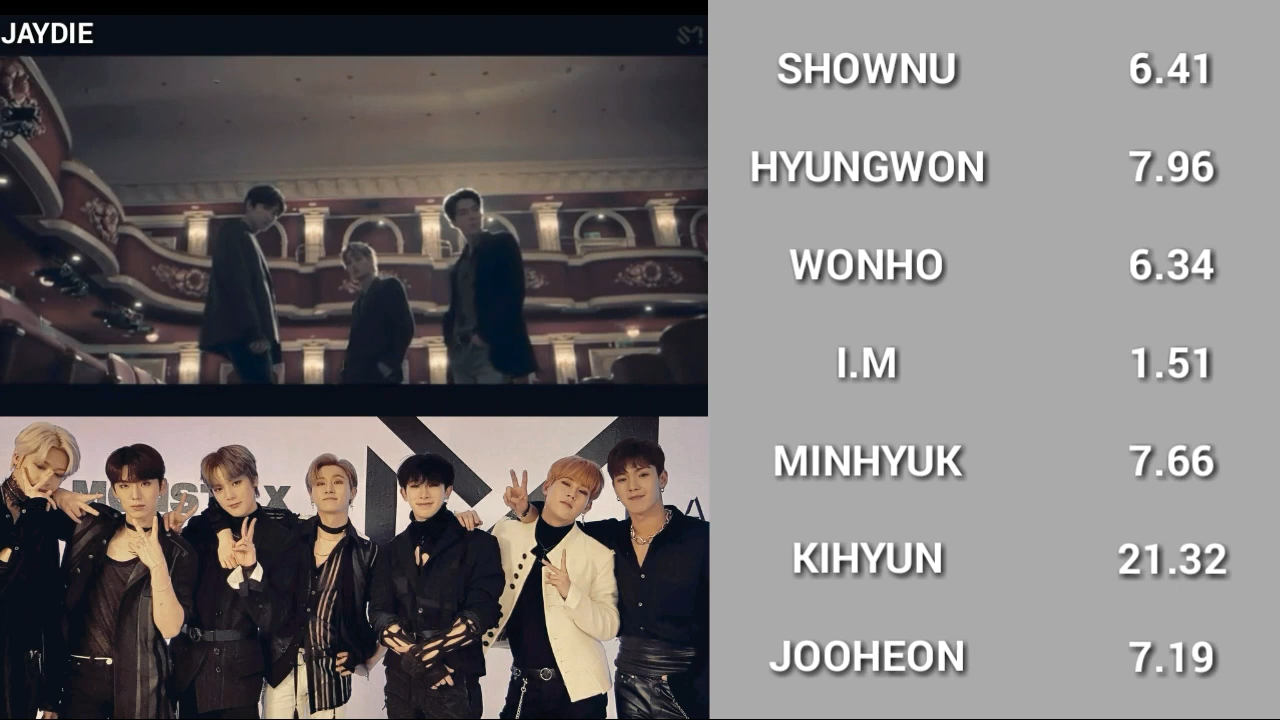 JAYDIE
SM
SHOWNU 6.41
HYUNGWON 7.96
WONHO 6.34
I.M 1.51
MINHYUK 7.66
KIHYUN 21.32
JOOHEON 7.19